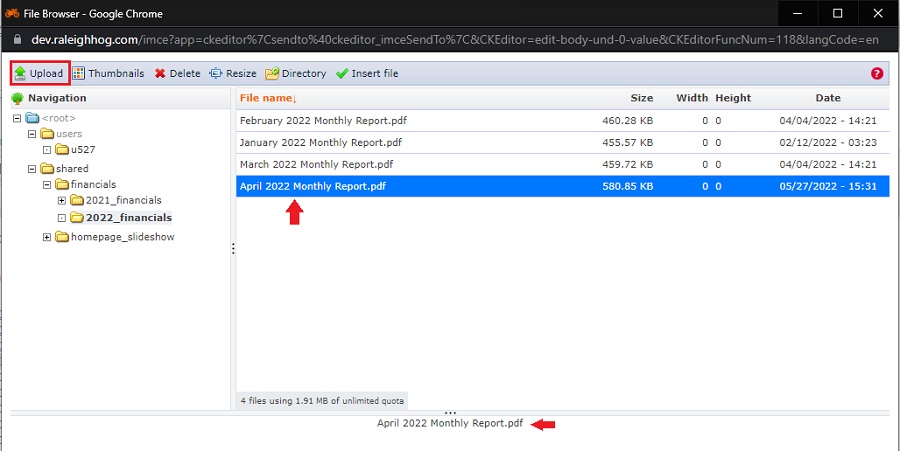 File Browser - Google Chrome
dev.raleighhog.com/imce?app=ckeditor%7Csendto%40ckeditor_imceSendTo%7C&CKEditor=edit-body-und-0-value&CKEditorFuncNum=118&langCode=en
Upload Thumbnails Delete Resize Directory Insert file ?
Navigation
<root>
users
u527
shared
financials
2021_financials
2022_financials
homepage_slideshow
File name↓ Size Width Height Date
February 2022 Monthly Report.pdf 460.28 KB 0 0 04/04/2022 - 14:21
January 2022 Monthly Report.pdf 455.57 KB 0 0 02/12/2022 - 03:23
March 2022 Monthly Report.pdf 459.72 KB 0 0 04/04/2022 - 14:21
April 2022 Monthly Report.pdf 580.85 KB 0 0 05/27/2022 - 15:31
4 files using 1.91 MB of unlimited quota
April 2022 Monthly Report.pdf